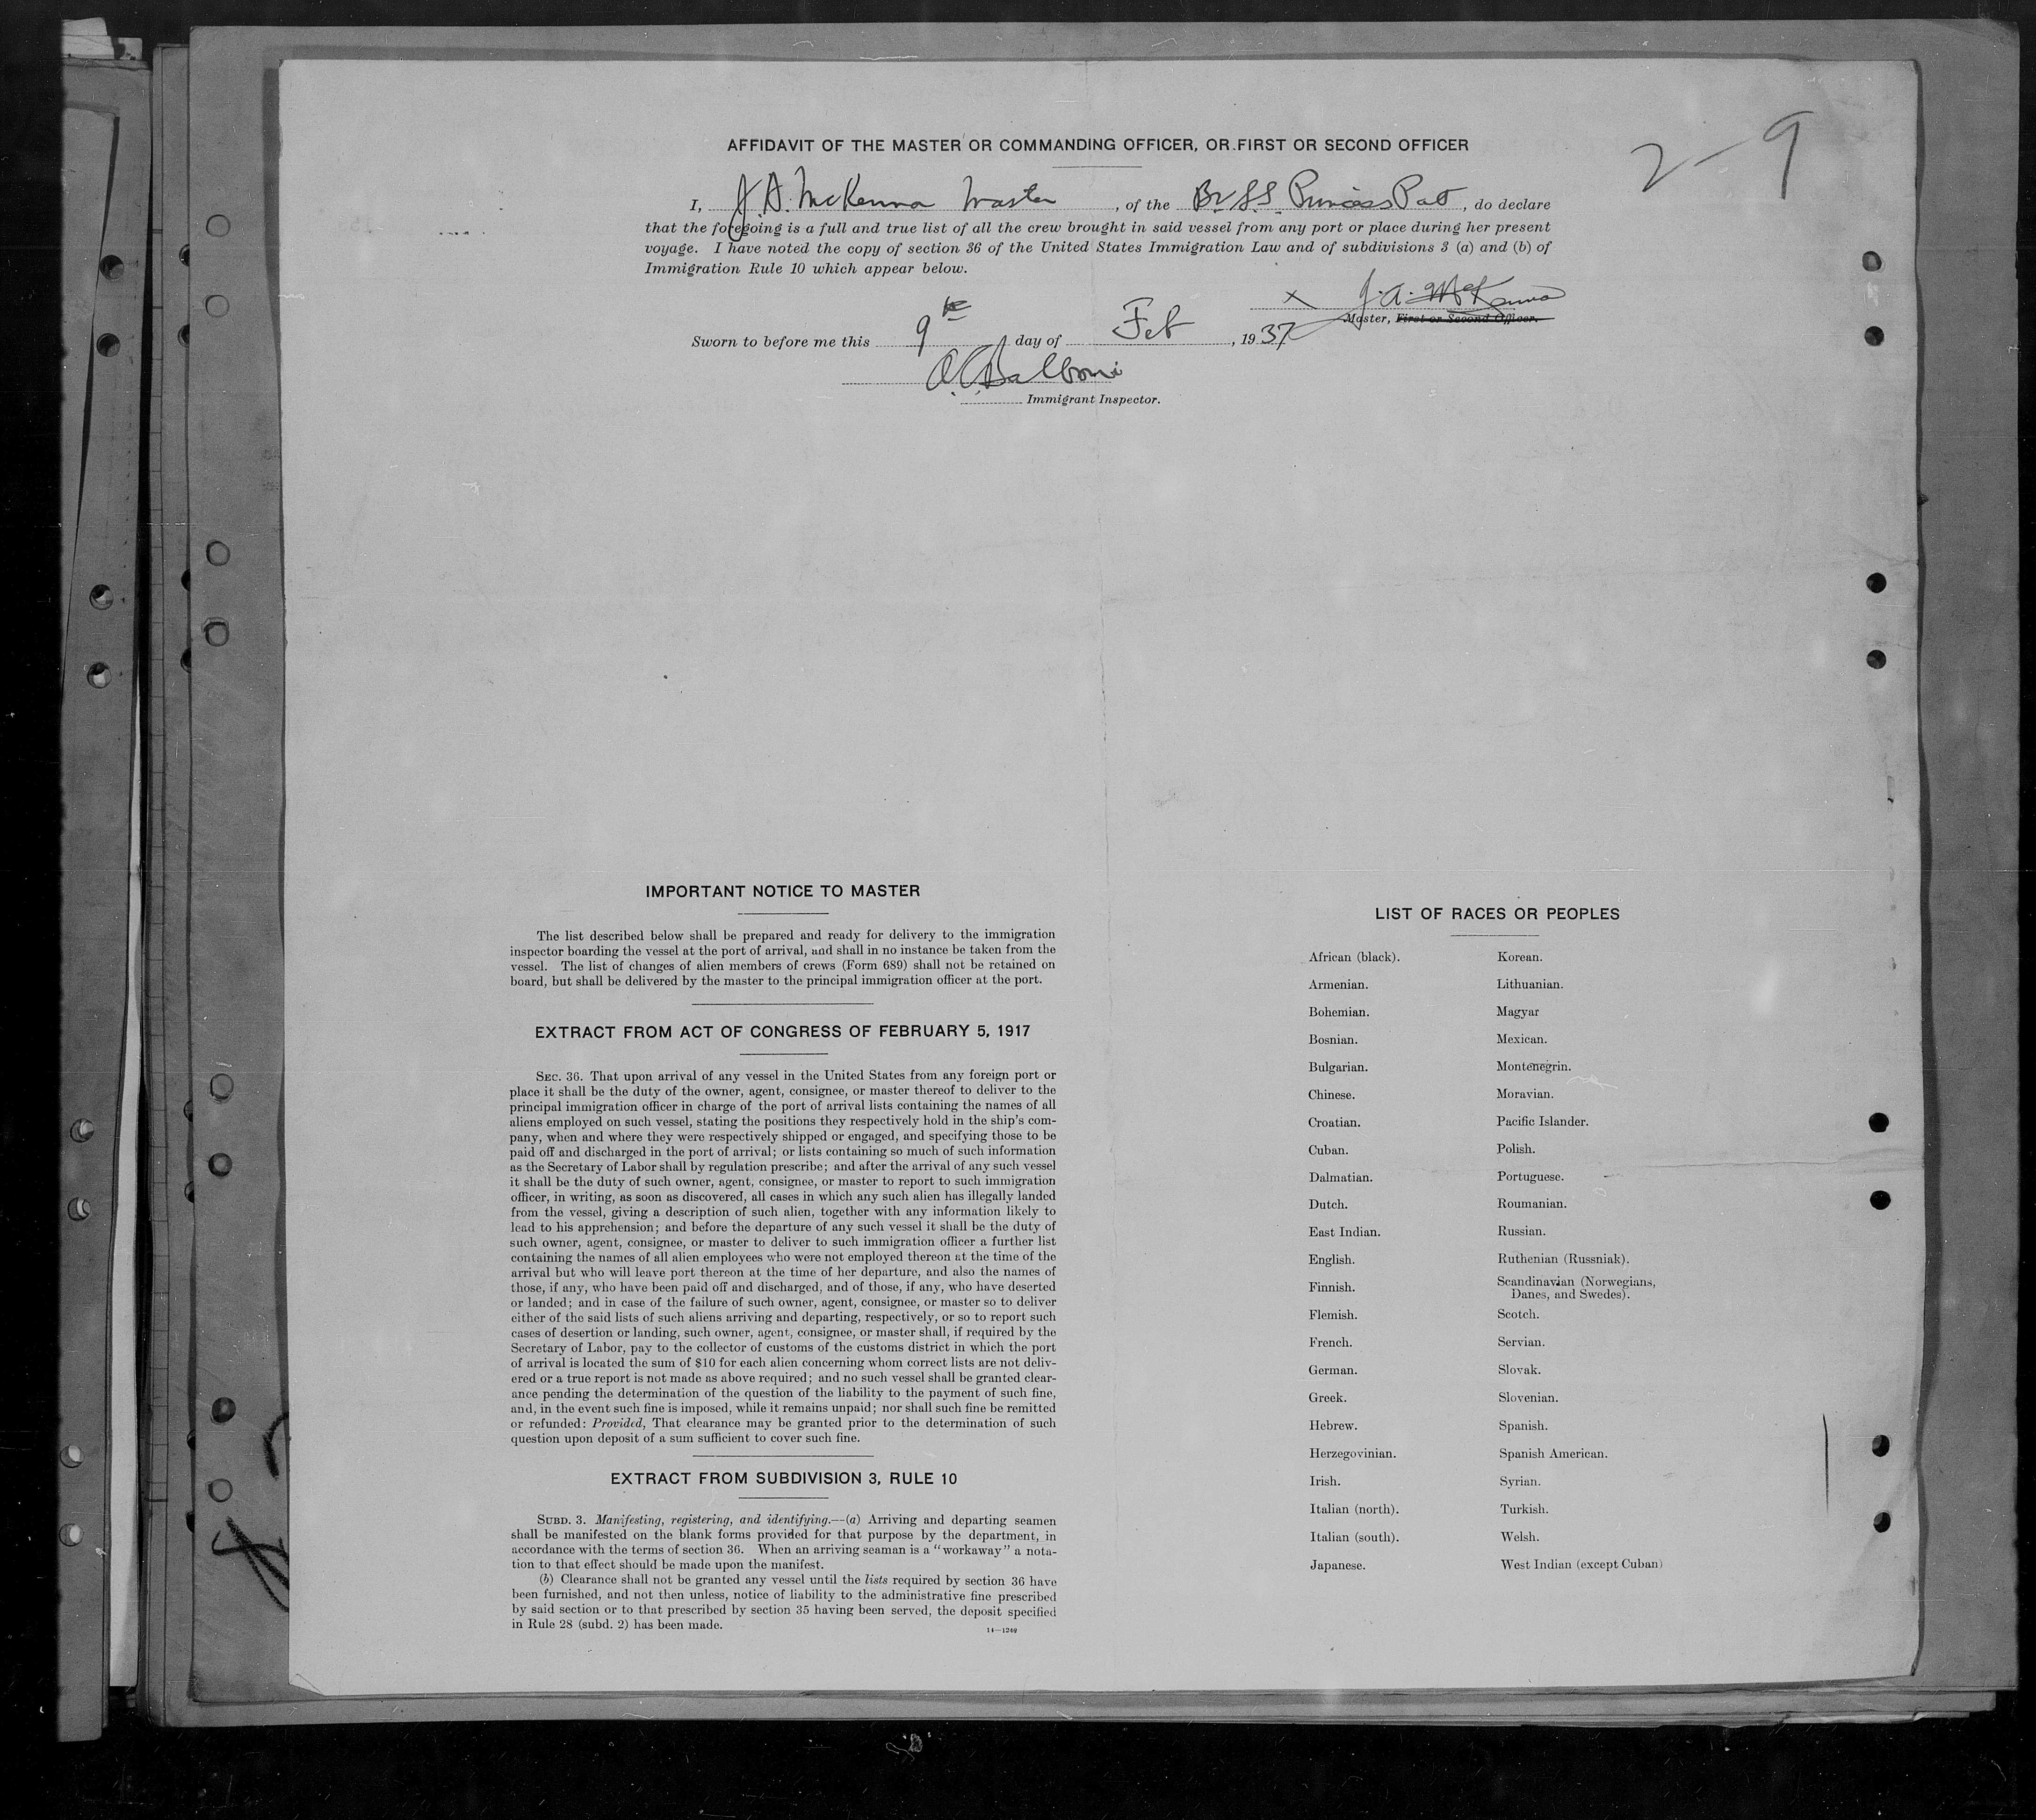 2-9
AFFIDAVIT OF THE MASTER OR COMMANDING OFFICER, OR FIRST OR SECOND OFFICER
I, J. A. McKenna Master, of the Br SS Princess Pat, do declare
that the foregoing is a full and true list of all the crew brought in said vessel from any port or place during her present
voyage. I have noted the copy of section 36 of the United States Immigration Law and of subdivisions 3 (a) and (b) of
Immigration Rule 10 which appear below.
x J. A. McKenna
Master, First or Second Officer.
Sworn to before me this 9th day of Feb, 1937
Balboni
Immigrant Inspector.
IMPORTANT NOTICE TO MASTER
The list described below shall be prepared and ready for delivery to the immigration
inspector boarding the vessel at the port of arrival, and shall in no instance be taken from the
vessel. The list of changes of alien members of crews (Form 689) shall not be retained on
board, but shall be delivered by the master to the principal immigration officer at the port.
EXTRACT FROM ACT OF CONGRESS OF FEBRUARY 5, 1917
SEC. 36. That upon arrival of any vessel in the United States from any foreign port or
place it shall be the duty of the owner, agent, consignee, or master thereof to deliver to the
principal immigration officer in charge of the port of arrival lists containing the names of all
aliens employed on such vessel, stating the positions they respectively hold in the ship's com-
pany, when and where they were respectively shipped or engaged, and specifying those to be
paid off and discharged in the port of arrival; or lists containing so much of such information
as the Secretary of Labor shall by regulation prescribe; and after the arrival of any such vessel
it shall be the duty of such owner, agent, consignee, or master to report to such immigration
officer, in writing, as soon as discovered, all cases in which any such alien has illegally landed
from the vessel, giving a description of such alien, together with any information likely to
lead to his apprehension; and before the departure of any such vessel it shall be the duty of
such owner, agent, consignee, or master to deliver to such immigration officer a further list
containing the names of all alien employees who were not employed thereon at the time of the
arrival but who will leave port thereon at the time of her departure, and also the names of
those, if any, who have been paid off and discharged, and of those, if any, who have deserted
or landed; and in case of the failure of such owner, agent, consignee, or master so to deliver
either of the said lists of such aliens arriving and departing, respectively, or so to report such
cases of desertion or landing, such owner, agent, consignee, or master shall, if required by the
Secretary of Labor, pay to the collector of customs of the customs district in which the port
of arrival is located the sum of $10 for each alien concerning whom correct lists are not deliv-
ered or a true report is not made as above required; and no such vessel shall be granted clear-
ance pending the determination of the question of the liability to the payment of such fine,
and, in the event such fine is imposed, while it remains unpaid; nor shall such fine be remitted
or refunded: Provided, That clearance may be granted prior to the determination of such
question upon deposit of a sum sufficient to cover such fine.
EXTRACT FROM SUBDIVISION 3, RULE 10
SUBD. 3. Manifesting, registering, and identifying.—(a) Arriving and departing seamen
shall be manifested on the blank forms provided for that purpose by the department, in
accordance with the terms of section 36. When an arriving seaman is a "workaway" a nota-
tion to that effect should be made upon the manifest.
(b) Clearance shall not be granted any vessel until the lists required by section 36 have
been furnished, and not then unless, notice of liability to the administrative fine prescribed
by said section or to that prescribed by section 35 having been served, the deposit specified
in Rule 28 (subd. 2) has been made.
14—1240
LIST OF RACES OR PEOPLES
African (black).
Armenian.
Bohemian.
Bosnian.
Bulgarian.
Chinese.
Croatian.
Cuban.
Dalmatian.
Dutch.
East Indian.
English.
Finnish.
Flemish.
French.
German.
Greek.
Hebrew.
Herzegovinian.
Irish.
Italian (north).
Italian (south).
Japanese.
Korean.
Lithuanian.
Magyar
Mexican.
Montenegrin.
Moravian.
Pacific Islander.
Polish.
Portuguese.
Roumanian.
Russian.
Ruthenian (Russniak).
Scandinavian (Norwegians,
Danes, and Swedes).
Scotch.
Servian.
Slovak.
Slovenian.
Spanish.
Spanish American.
Syrian.
Turkish.
Welsh.
West Indian (except Cuban)